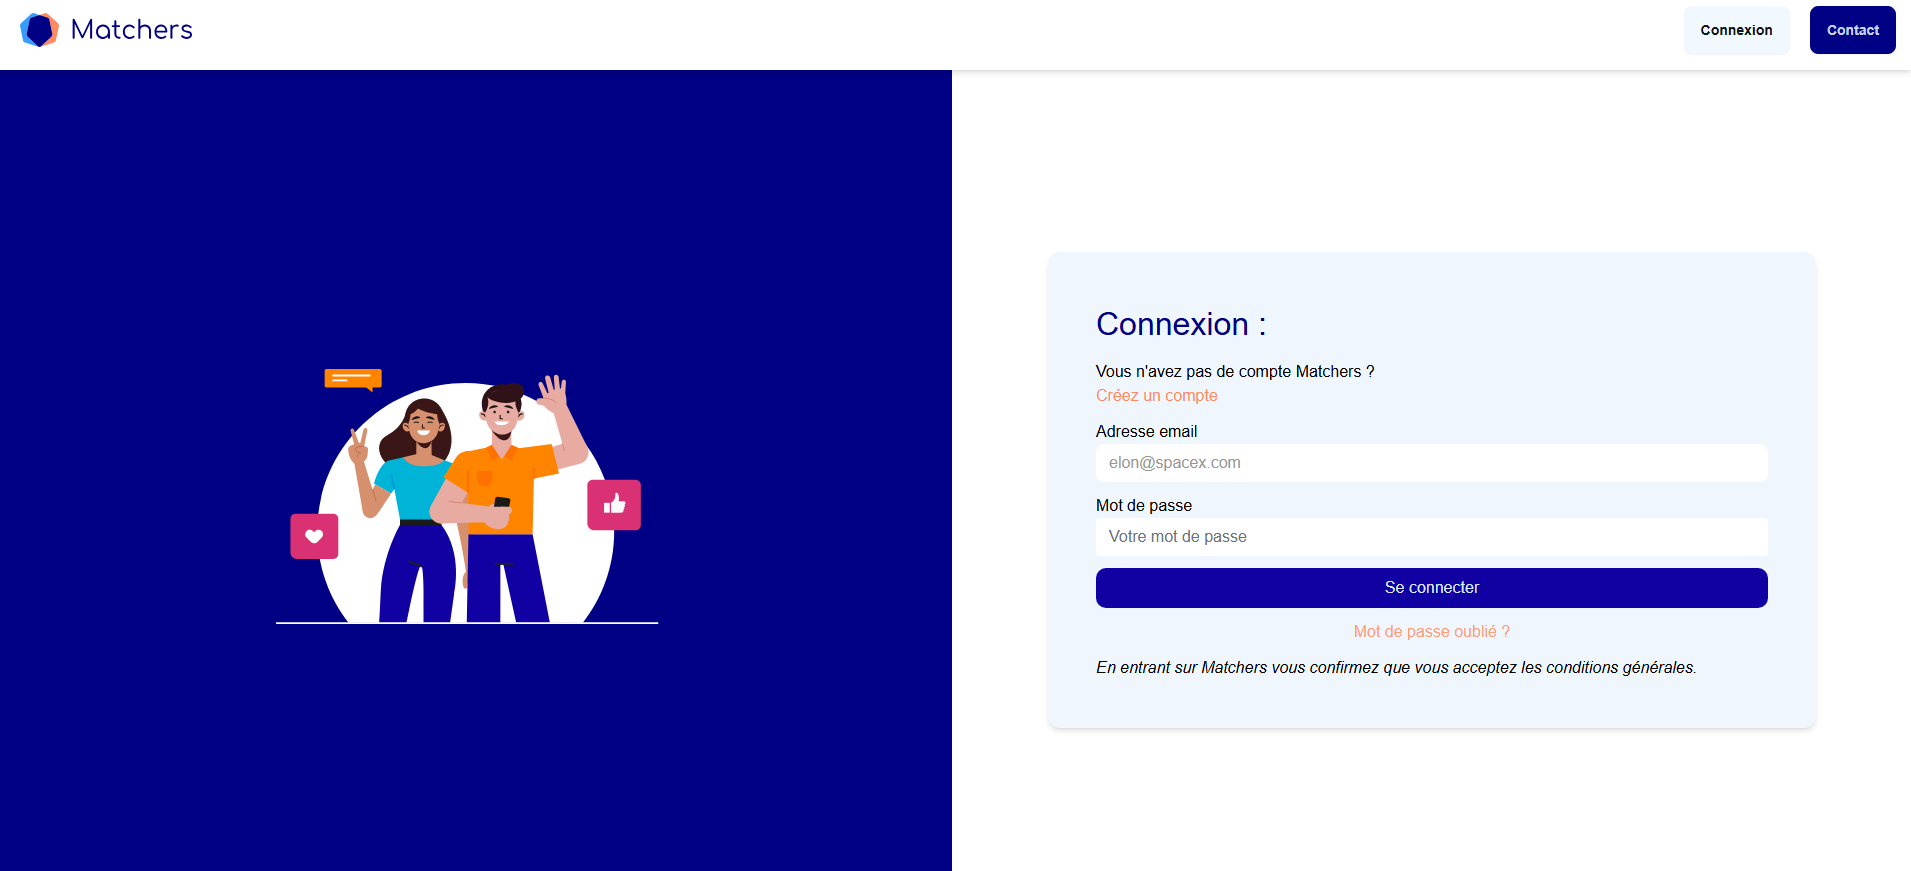 Matchers
Connexion
Contact
Connexion :
Vous n'avez pas de compte Matchers ?
Créez un compte
Adresse email
elon@spacex.com
Mot de passe
Votre mot de passe
Se connecter
Mot de passe oublié ?
En entrant sur Matchers vous confirmez que vous acceptez les conditions générales.